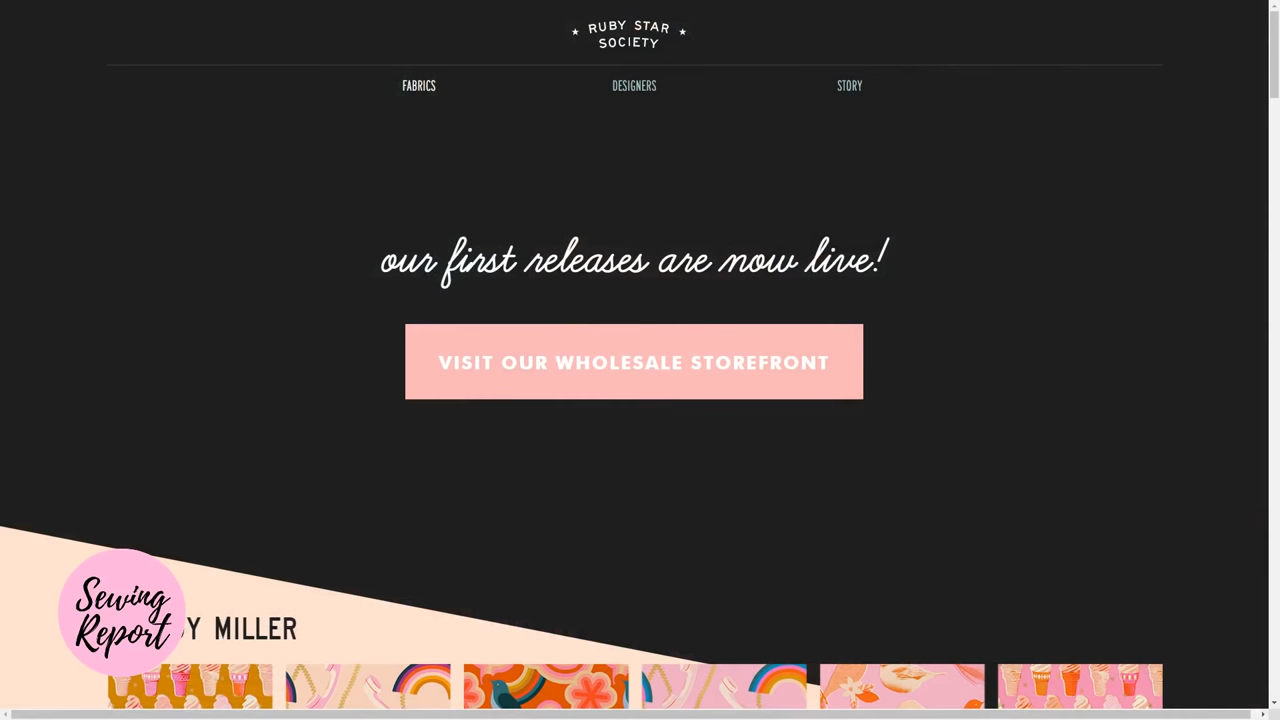 RUBY STAR
SOCIETY
FABRICS
DESIGNERS
STORY
our first releases are now live!
VISIT OUR WHOLESALE STOREFRONT
Sewing
Report
MILLER